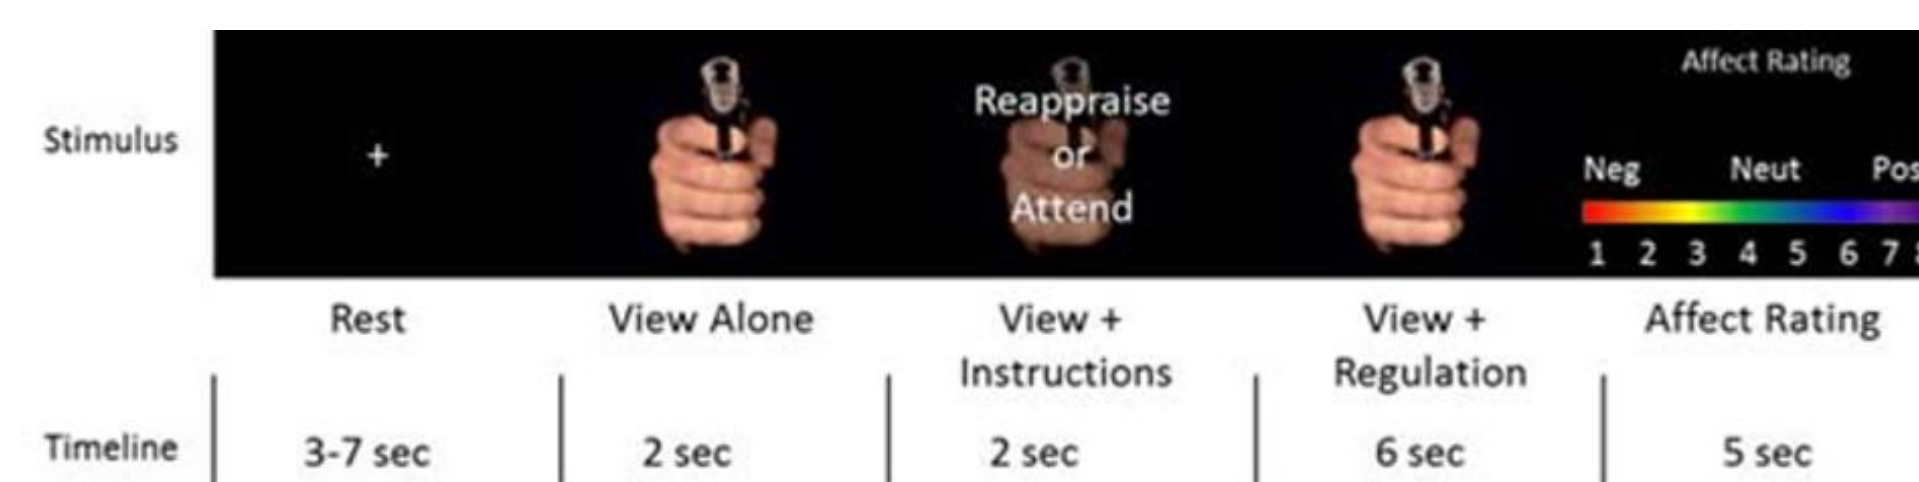 Affect Rating
Stimulus
+
Reappraise
or
Attend
Neg Neut Pos
1 2 3 4 5 6 7
Rest View Alone View + View + Affect Rating
Instructions Regulation
Timeline 3-7 sec 2 sec 2 sec 6 sec 5 sec